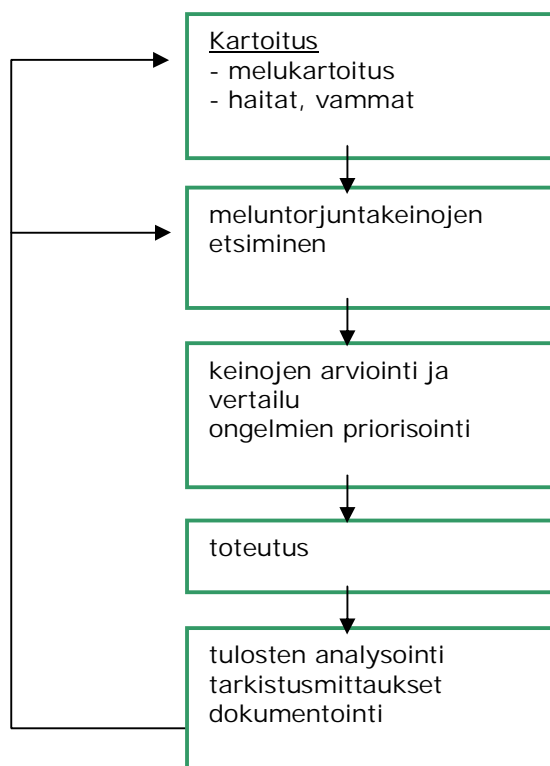 Kartoitus
- melukartoitus
- haitat, vammat
meluntorjuntakeinojen
etsiminen
keinojen arviointi ja
vertailu
ongelmien priorisointi
toteutus
tulosten analysointi
tarkistusmittaukset
dokumentointi